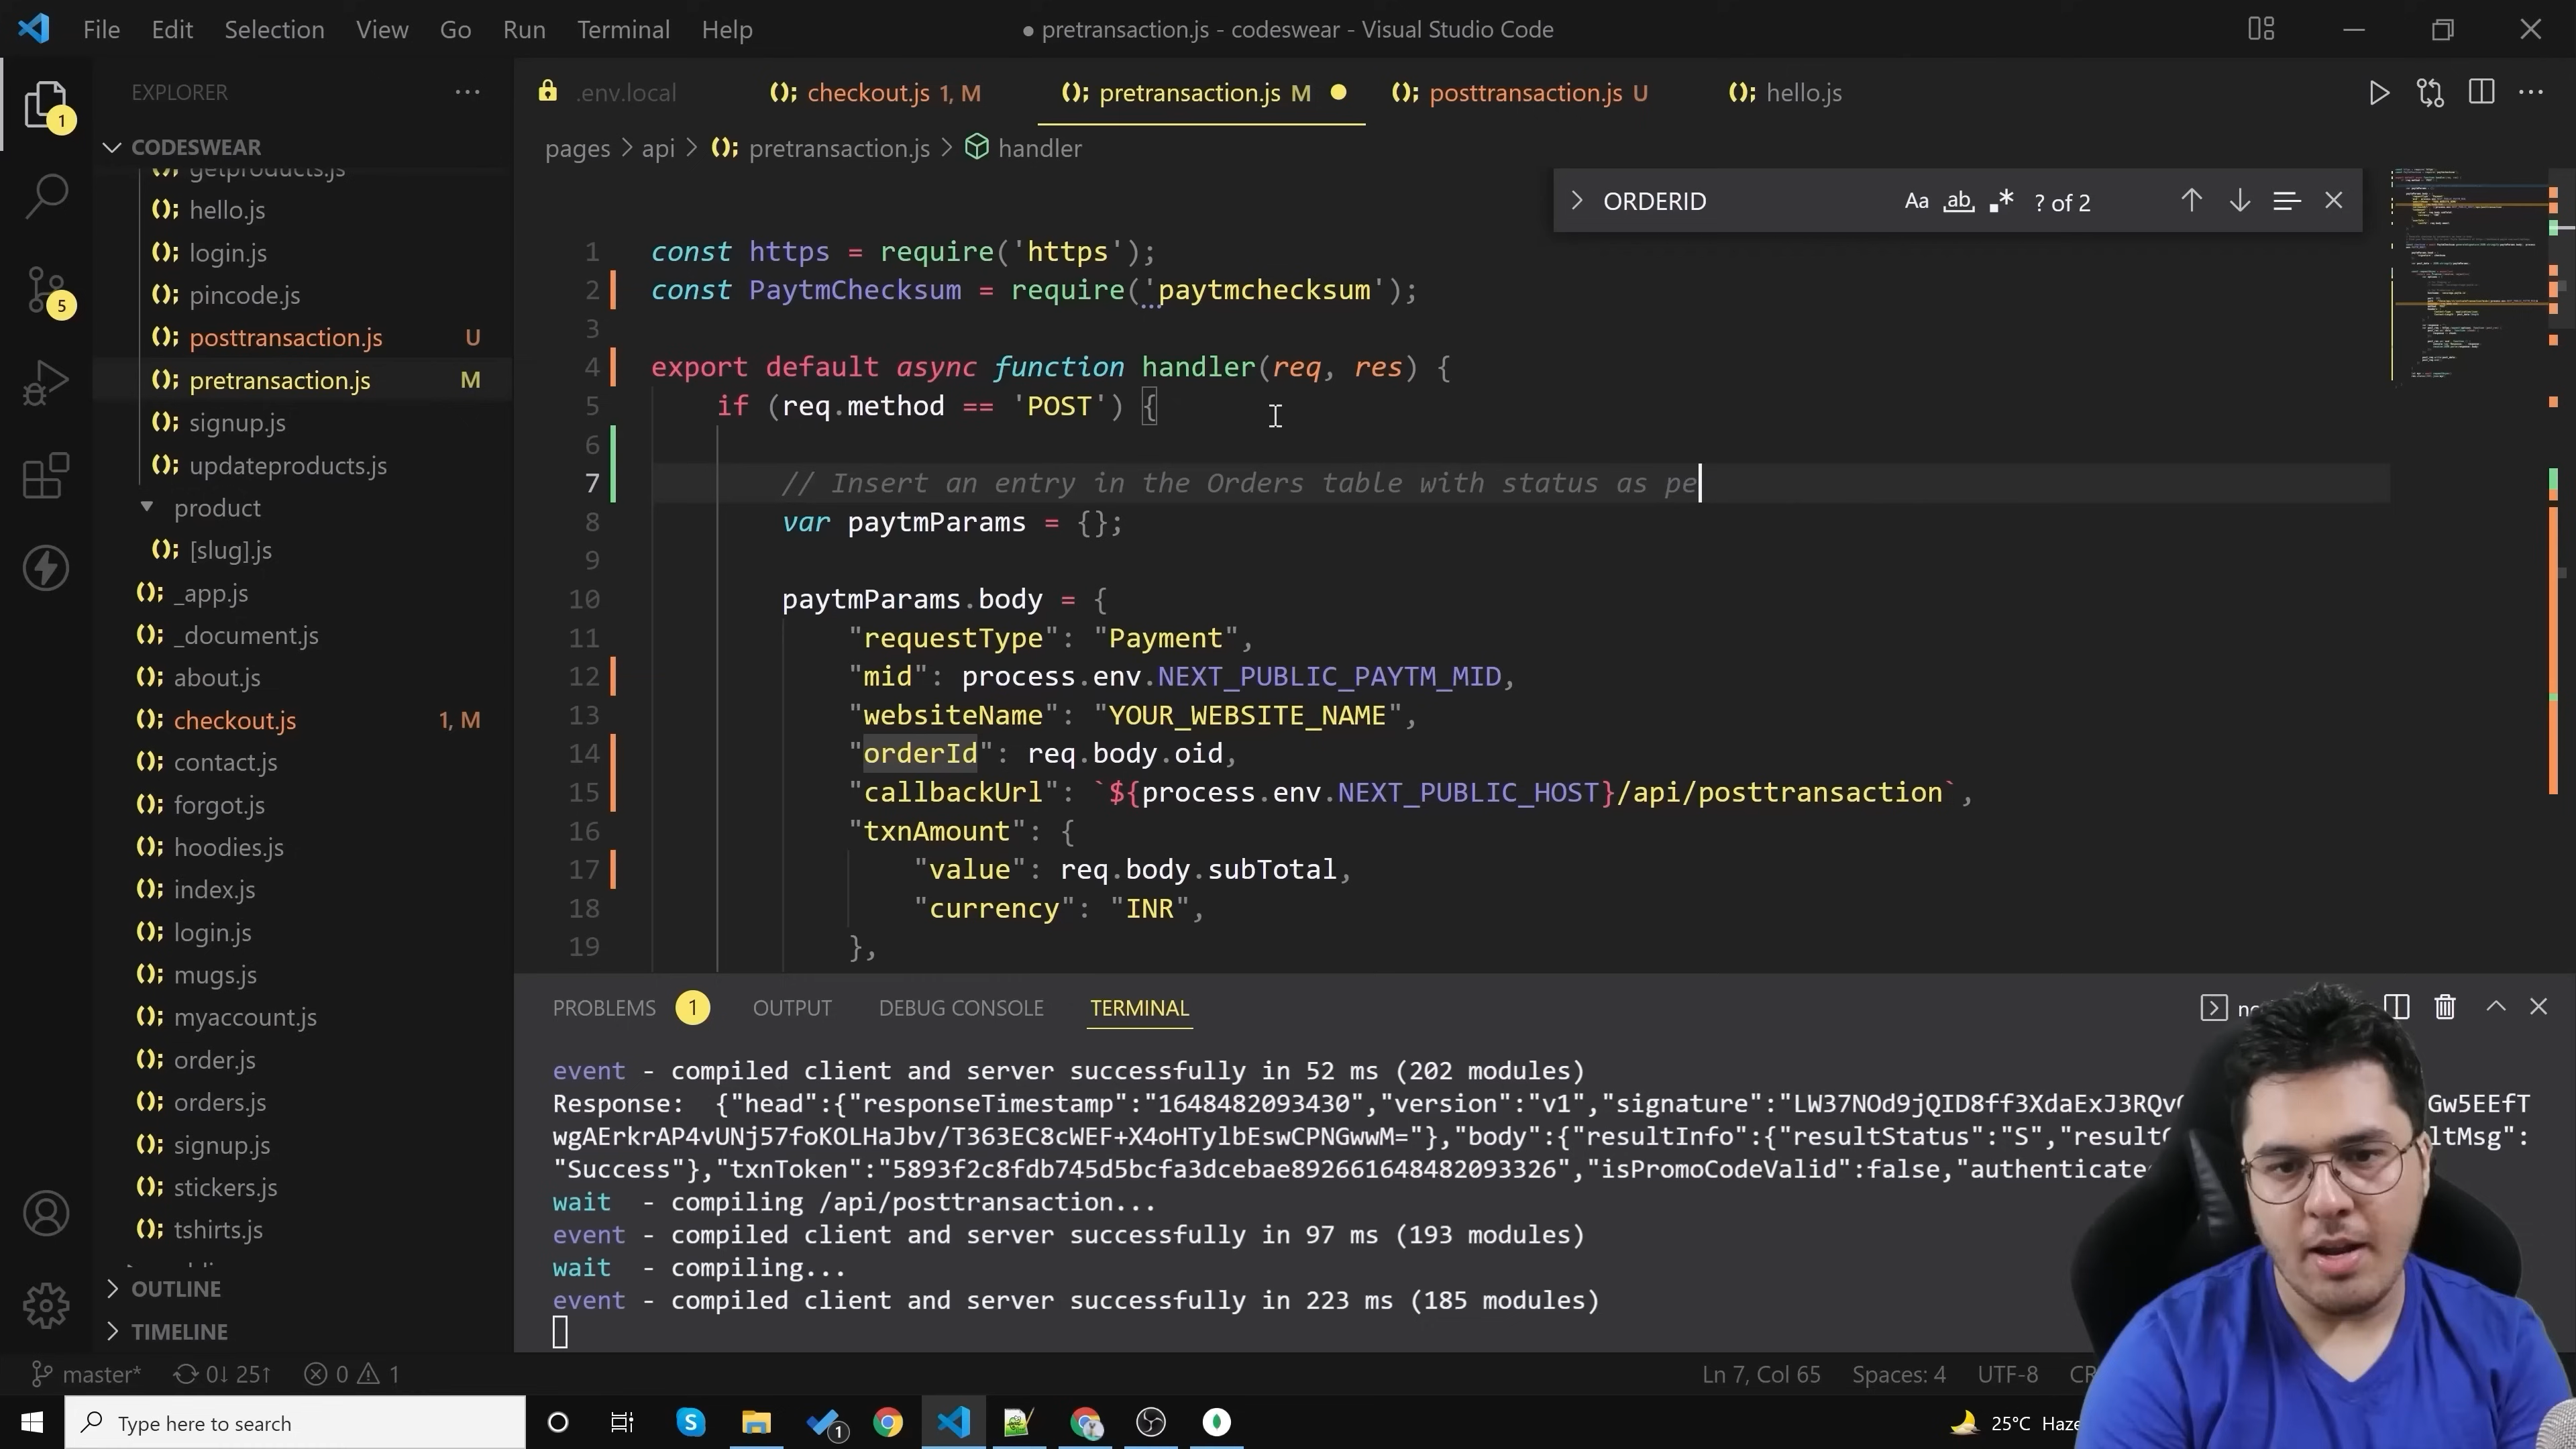 File Edit Selection View Go Run Terminal Help
● pretransaction.js - codeswear - Visual Studio Code
EXPLORER
1
CODESWEAR
getproducts.js
hello.js
login.js
pincode.js
5
posttransaction.js U
pretransaction.js M
signup.js
updateproducts.js
product
[slug].js
_app.js
_document.js
about.js
checkout.js 1, M
contact.js
forgot.js
hoodies.js
index.js
login.js
mugs.js
myaccount.js
order.js
orders.js
signup.js
stickers.js
tshirts.js
OUTLINE
TIMELINE
.env.local checkout.js 1, M pretransaction.js M posttransaction.js U hello.js
pages > api > pretransaction.js > handler
ORDERID Aa ab ? of 2
1 const https = require('https');
2 const PaytmChecksum = require('paytmchecksum');
3
4 export default async function handler(req, res) {
5 if (req.method == 'POST') {
6
7 // Insert an entry in the Orders table with status as pe
8 var paytmParams = {};
9
10 paytmParams.body = {
11 "requestType": "Payment",
12 "mid": process.env.NEXT_PUBLIC_PAYTM_MID,
13 "websiteName": "YOUR_WEBSITE_NAME",
14 "orderId": req.body.oid,
15 "callbackUrl": `${process.env.NEXT_PUBLIC_HOST}/api/posttransaction`,
16 "txnAmount": {
17 "value": req.body.subTotal,
18 "currency": "INR",
19 },
PROBLEMS 1 OUTPUT DEBUG CONSOLE TERMINAL
event - compiled client and server successfully in 52 ms (202 modules)
Response: {"head":{"responseTimestamp":"1648482093430","version":"v1","signature":"LW37NOd9jQID8ff3XdaExJ3RQv Gw5EEfT
wgAErkrAP4vUNj57foKOLHaJbv/T363EC8cWEF+X4oHTylbEswCPNGwwM="},"body":{"resultInfo":{"resultStatus":"S","result ltMsg":
"Success"},"txnToken":"5893f2c8fdb745d5bcfa3dcebae892661648482093326","isPromoCodeValid":false,"authenticate
wait - compiling /api/posttransaction...
event - compiled client and server successfully in 97 ms (193 modules)
wait - compiling...
event - compiled client and server successfully in 223 ms (185 modules)
master* 0↓ 25↑ 0 1 Ln 7, Col 65 Spaces: 4 UTF-8
Type here to search
1
25°C Haze